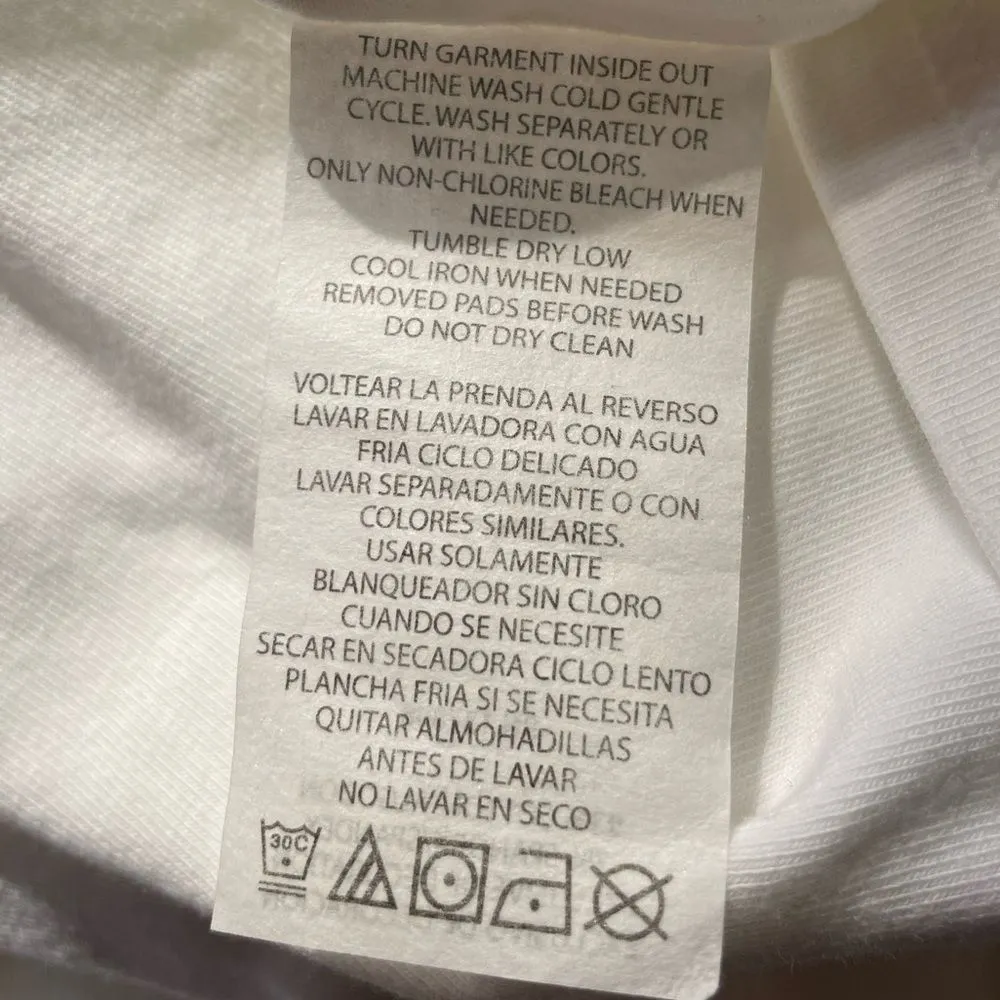 TURN GARMENT INSIDE OUT
MACHINE WASH COLD GENTLE
CYCLE. WASH SEPARATELY OR
WITH LIKE COLORS.
ONLY NON-CHLORINE BLEACH WHEN
NEEDED.
TUMBLE DRY LOW
COOL IRON WHEN NEEDED
REMOVED PADS BEFORE WASH
DO NOT DRY CLEAN
VOLTEAR LA PRENDA AL REVERSO
LAVAR EN LAVADORA CON AGUA
FRIA CICLO DELICADO
LAVAR SEPARADAMENTE O CON
COLORES SIMILARES.
USAR SOLAMENTE
BLANQUEADOR SIN CLORO
CUANDO SE NECESITE
SECAR EN SECADORA CICLO LENTO
PLANCHA FRIA SI SE NECESITA
QUITAR ALMOHADILLAS
ANTES DE LAVAR
NO LAVAR EN SECO
30C